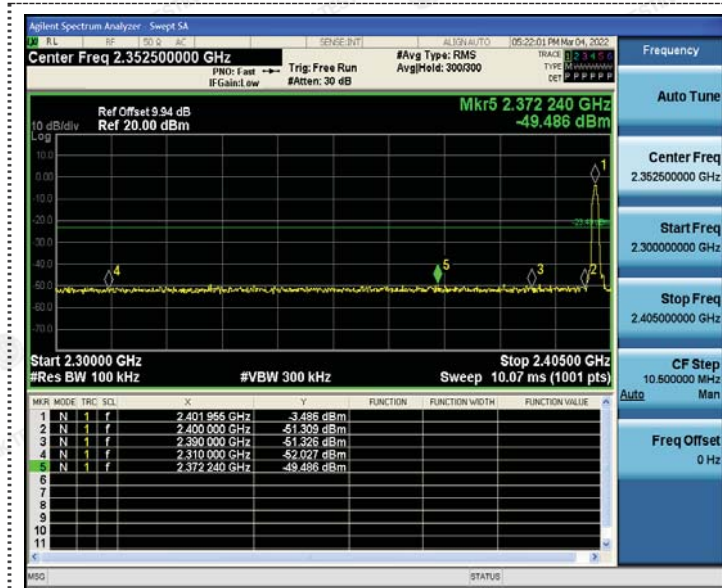 Agilent Spectrum Analyzer - Swept SA
RL RF 50 Ω AC SENSE:INT ALIGN AUTO 05:22:01 PM Mar 04, 2022
Center Freq 2.352500000 GHz
PNO: Fast
IFGain:Low
Trig: Free Run
#Atten: 30 dB
#Avg Type: RMS
Avg|Hold: 300/300
TRACE 1 2 3 4 5 6
TYPE M
DET P P P P P P
Ref Offset 9.94 dB
Ref 20.00 dBm
10 dB/div
Log
Mkr5 2.372 240 GHz
-49.486 dBm
10.0
0.00
-10.0
-20.0
-30.0
-40.0
-50.0
-60.0
-70.0
1
2
3
4
5
Start 2.30000 GHz
#Res BW 100 kHz
#VBW 300 kHz
Stop 2.40500 GHz
Sweep 10.07 ms (1001 pts)
MKR MODE TRC SCL X Y FUNCTION FUNCTION WIDTH FUNCTION VALUE
1 N 1 f 2.401 955 GHz -3.486 dBm
2 N 1 f 2.400 000 GHz -51.309 dBm
3 N 1 f 2.390 000 GHz -51.326 dBm
4 N 1 f 2.310 000 GHz -52.027 dBm
5 N 1 f 2.372 240 GHz -49.486 dBm
6
7
8
9
10
11
MSG STATUS
Frequency
Auto Tune
Center Freq
2.352500000 GHz
Start Freq
2.300000000 GHz
Stop Freq
2.405000000 GHz
CF Step
10.500000 MHz
Auto Man
Freq Offset
0 Hz